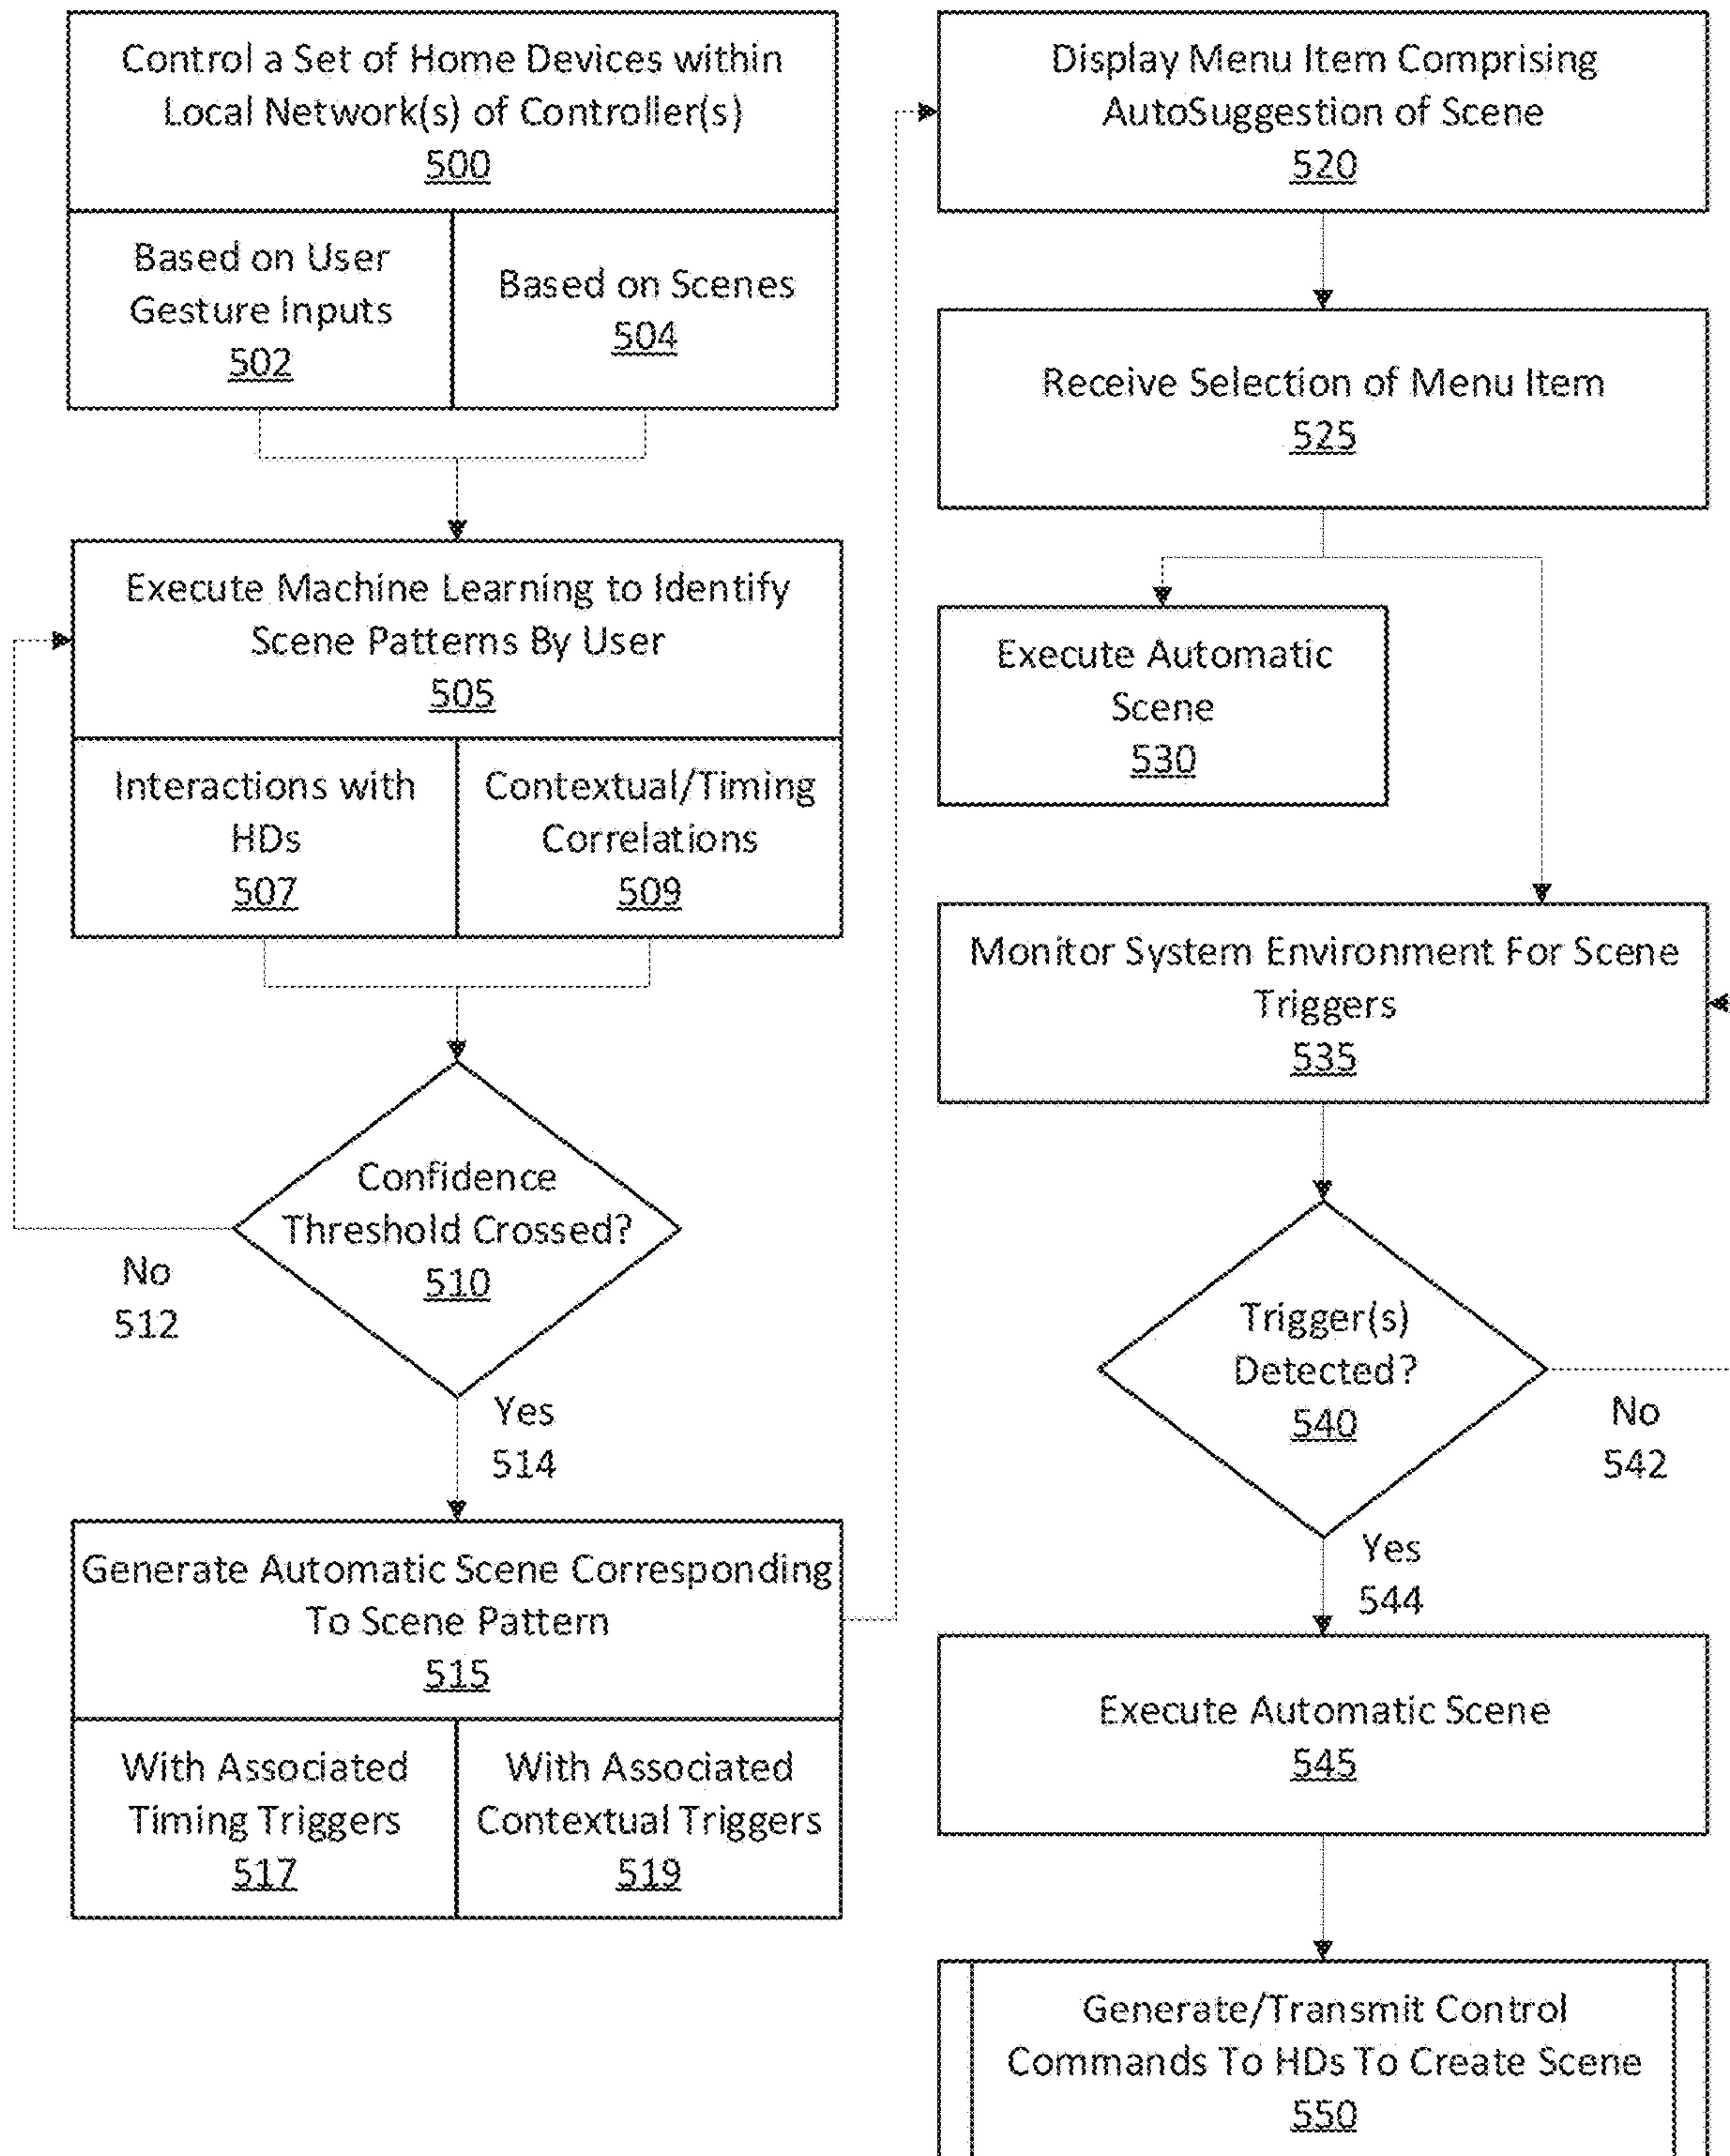 Control a Set of Home Devices within
Local Network(s) of Controller(s)
500
Based on User
Gesture Inputs
502
Based on Scenes
504
Execute Machine Learning to Identify
Scene Patterns By User
505
Interactions with
HDs
507
Contextual/Timing
Correlations
509
Confidence
Threshold Crossed?
510
No
512
Yes
514
Generate Automatic Scene Corresponding
To Scene Pattern
515
With Associated
Timing Triggers
517
With Associated
Contextual Triggers
519
Display Menu Item Comprising
AutoSuggestion of Scene
520
Receive Selection of Menu Item
525
Execute Automatic
Scene
530
Monitor System Environment For Scene
Triggers
535
Trigger(s)
Detected?
540
No
542
Yes
544
Execute Automatic Scene
545
Generate/Transmit Control
Commands To HDs To Create Scene
550